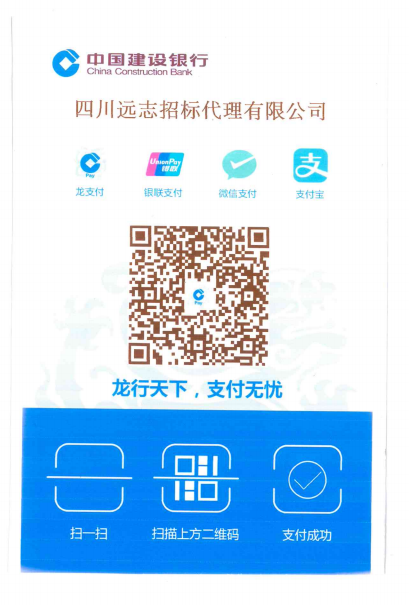 中国建设银行
China Construction Bank
四川远志招标代理有限公司
Pay
UnionPay
银联
支
龙支付
银联支付
微信支付
支付宝
Pay
龙行天下，支付无忧
扫一扫
扫描上方二维码
支付成功